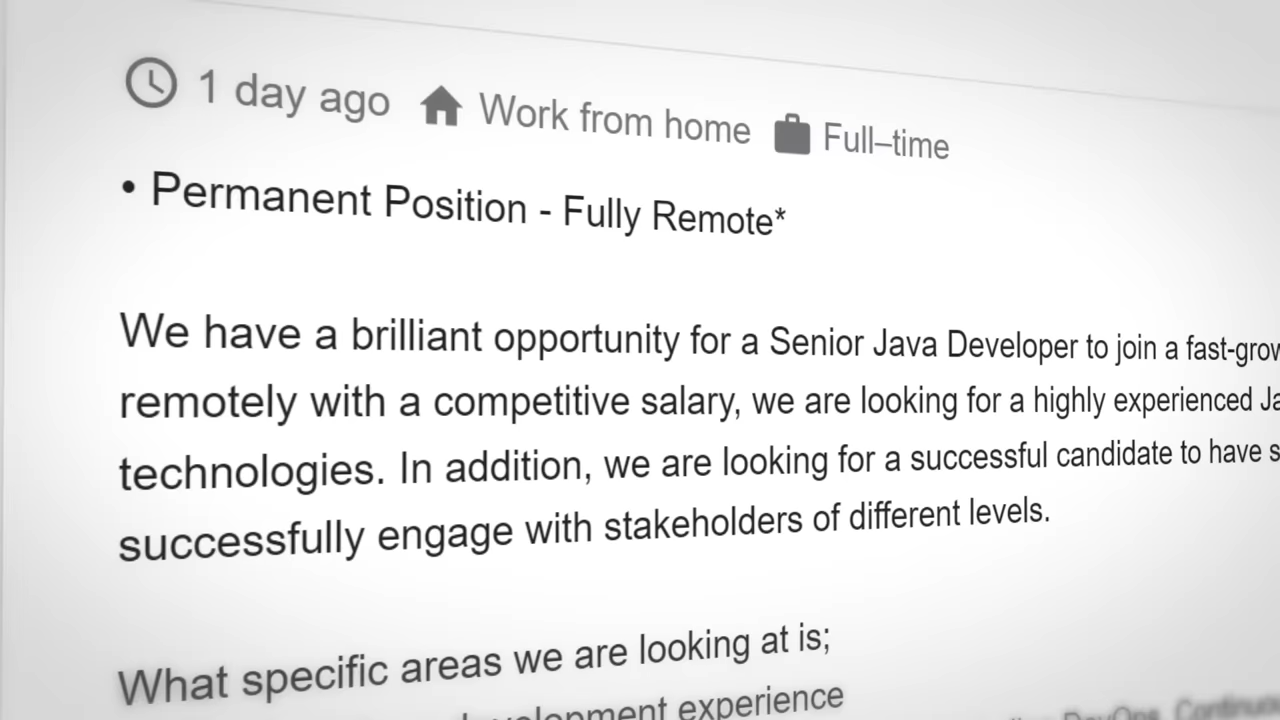 1 day ago Work from home Full–time
• Permanent Position - Fully Remote*
We have a brilliant opportunity for a Senior Java Developer to join a
remotely with a competitive salary, we are looking for a highly experienced
technologies. In addition, we are looking for a successful candidate to have
successfully engage with stakeholders of different levels.
What specific areas we are looking at is;
experience
DevOps,